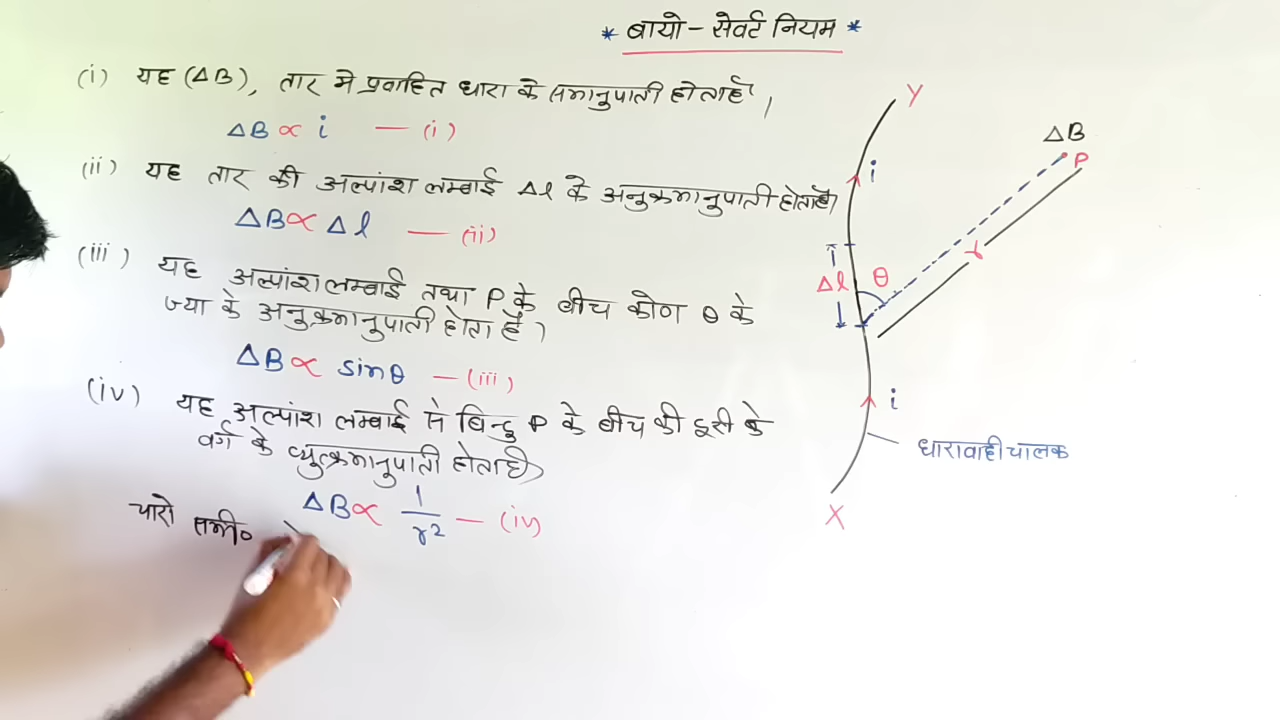 * बायो - सेवर्ट नियम *
(i) यह (ΔB), तार मे प्रवाहित धारा के समानुपाती होता है।
ΔB ∝ i — (i)
(ii) यह तार की अल्पांश लम्बाई Δl के अनुक्रमानुपाती होता है।
ΔB ∝ Δl — (ii)
(iii) यह अल्पांश लम्बाई तथा P के बीच कोण θ के
ज्या के अनुक्रमानुपाती होता है।
ΔB ∝ sinθ — (iii)
(iv) यह अल्पांश लम्बाई से बिन्दु P के बीच की दूरी के
वर्ग के व्युत्क्रमानुपाती होता है
ΔB ∝ 1/r² — (iv)
चारो समी०
Y
ΔB
P
i
r
Δl
θ
i
धारावाही चालक
X